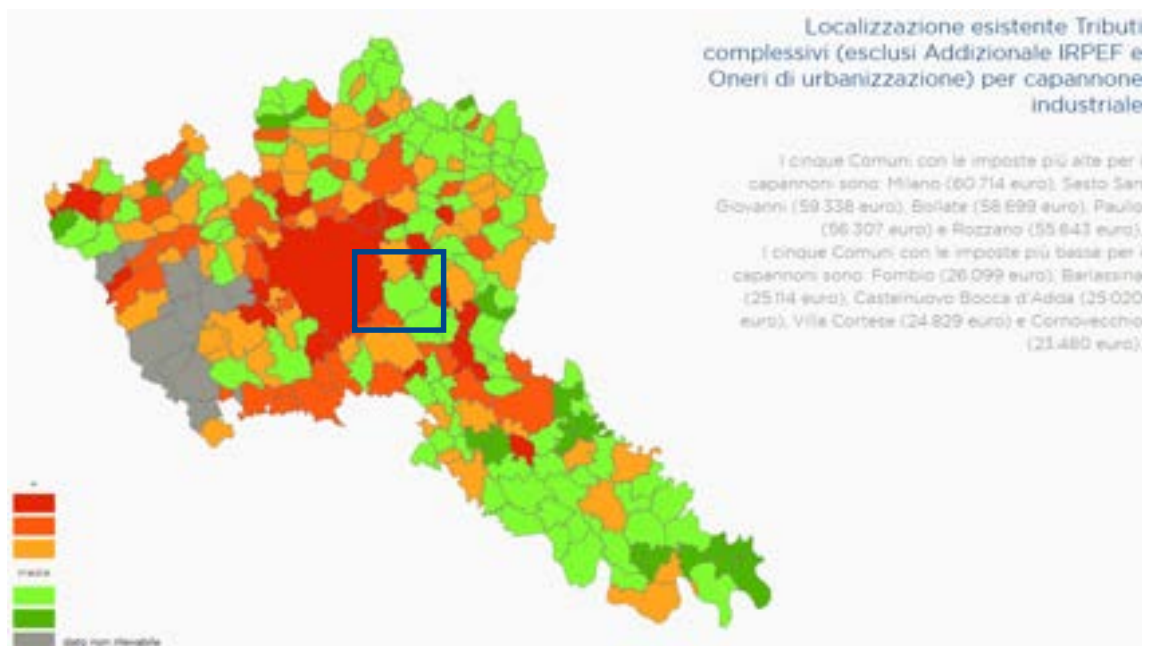 Localizzazione esistente Tributi
complessivi (esclusi Addizionale IRPEF e
Oneri di urbanizzazione) per capannone
industriale
I cinque Comuni con le imposte più alte per i
capannoni sono: Milano (60.714 euro), Sesto San
Giovanni (59.338 euro), Bollate (58.699 euro), Paullo
(56.307 euro) e Rozzano (55.643 euro).
I cinque Comuni con le imposte più basse per i
capannoni sono: Fombio (26.099 euro), Barlassina
(25.114 euro), Castelnuovo Bocca d'Adda (25.020
euro), Villa Cortese (24.829 euro) e Cornovecchio
(23.480 euro).
+
media
dato non rilevabile